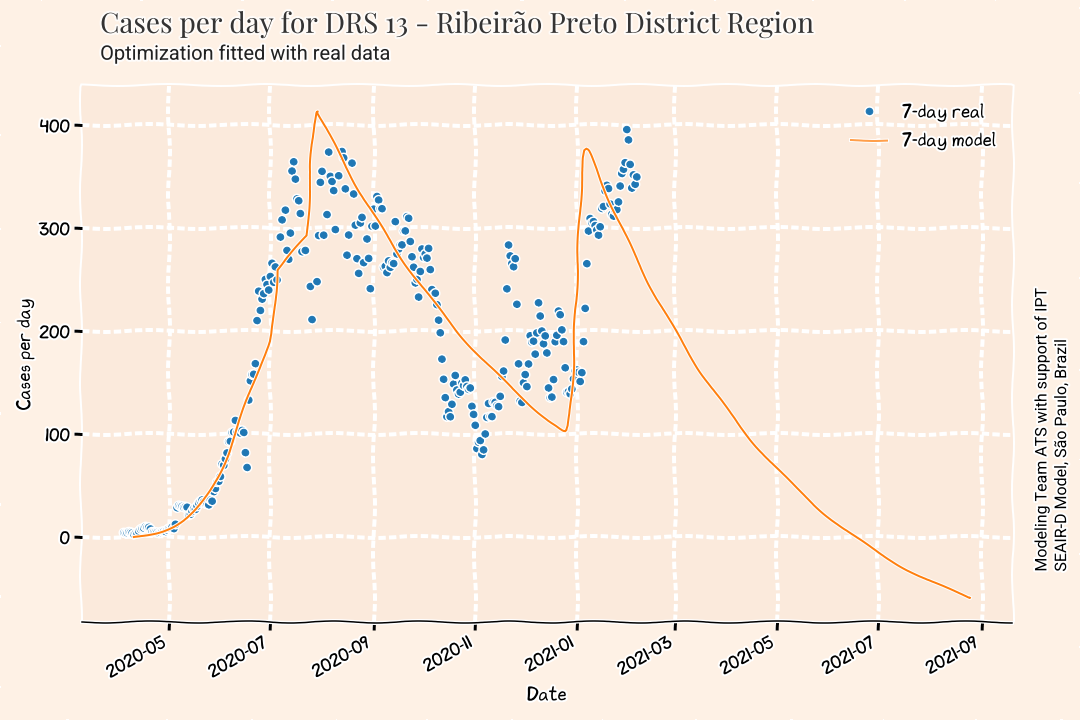 Cases per day for DRS 13 - Ribeirão Preto District Region
Optimization fitted with real data
7-day real
7-day model
400
300
200
100
0
Cases per day
2020-05
2020-07
2020-09
2020-11
2021-01
2021-03
2021-05
2021-07
2021-09
Date
Modeling Team ATS with support of IPT
SEAIR-D Model, São Paulo, Brazil